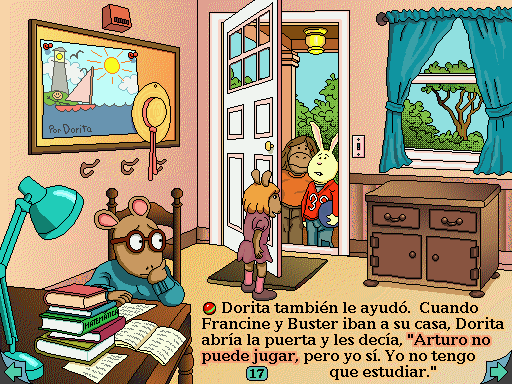 Por Dorita
MATEMATICA
Dorita también le ayudó. Cuando
Francine y Buster iban a su casa, Dorita
abría la puerta y les decía, "Arturo no
puede jugar, pero yo sí. Yo no tengo
que estudiar."
17